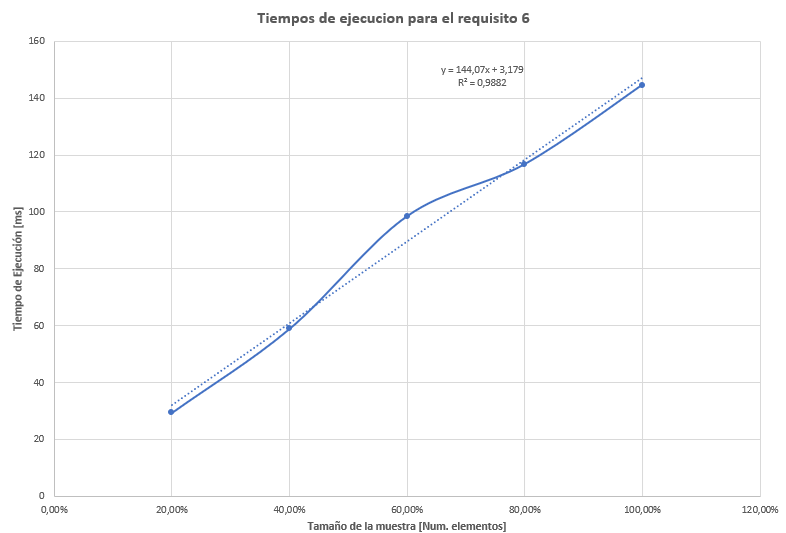 Tiempos de ejecucion para el requisito 6
160
y = 144,07x + 3,179
R² = 0,9882
140
120
100
80
60
40
20
0
Tiempo de Ejecución [ms]
0,00% 20,00% 40,00% 60,00% 80,00% 100,00% 120,00%
Tamaño de la muestra [Num. elementos]